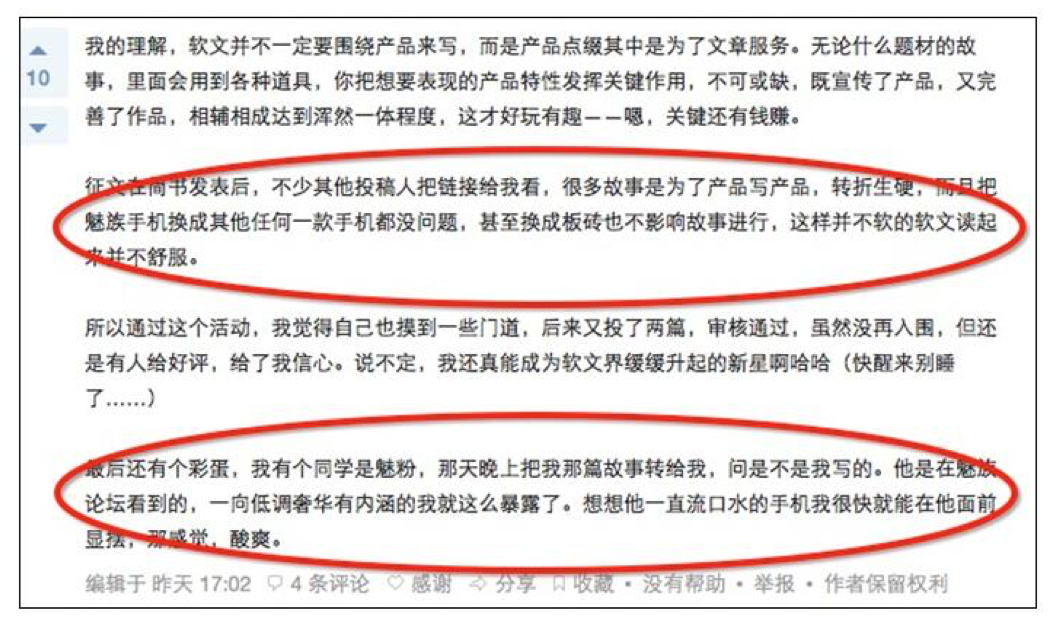 我的理解，软文并不一定要围绕产品来写，而是产品点缀其中是为了文章服务。无论什么题材的故
10
事，里面会用到各种道具，你把想要表现的产品特性发挥关键作用，不可或缺，既宣传了产品，又完
善了作品，相辅相成达到浑然一体程度，这才好玩有趣——嗯，关键还有钱赚。
征文在简书发表后，不少其他投稿人把链接给我看，很多故事是为了产品写产品，转折生硬，而且把
魅族手机换成其他任何一款手机都没问题，甚至换成板砖也不影响故事进行，这样并不软的软文读起
来并不舒服。
所以通过这个活动，我觉得自己也摸到一些门道，后来又投了两篇，审核通过，虽然没再入围，但还
是有人给好评，给了我信心。说不定，我还真能成为软文界缓缓升起的新星啊哈哈（快醒来别睡
了……）
最后还有个彩蛋，我有个同学是魅粉，那天晚上把我那篇故事转给我，问是不是我写的。他是在魅族
论坛看到的，一向低调奢华有内涵的我就这么暴露了。想想他一直流口水的手机我很快就能在他面前
显摆，那感觉，酸爽。
编辑于 昨天 17:02 4 条评论 感谢 分享 收藏 • 没有帮助 • 举报 • 作者保留权利